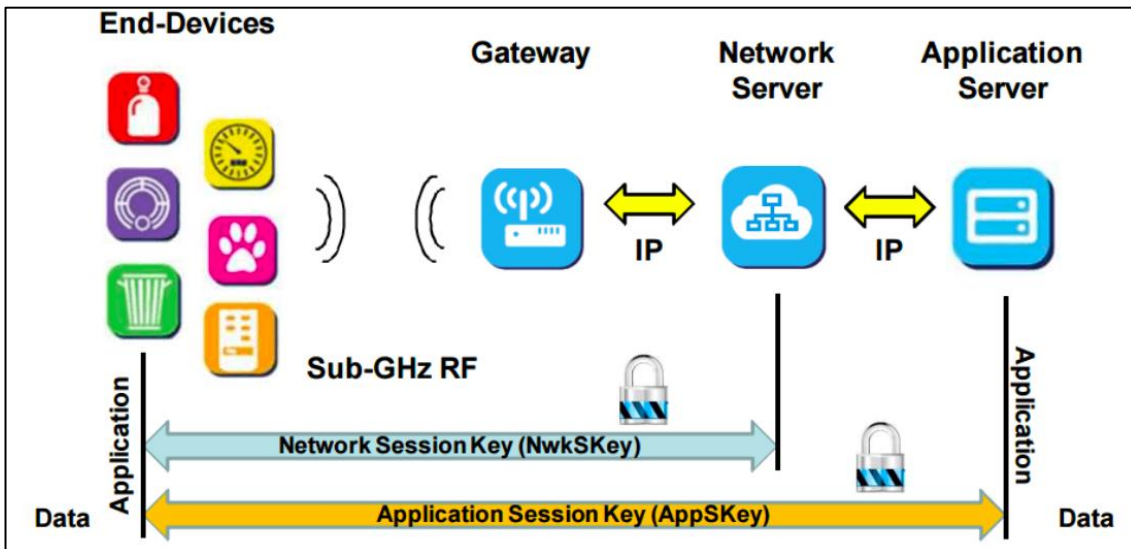 End-Devices
Gateway
Network
Server
Application
Server
IP
IP
Sub-GHz RF
Application
Application
Network Session Key (NwkSKey)
Data
Application Session Key (AppSKey)
Data